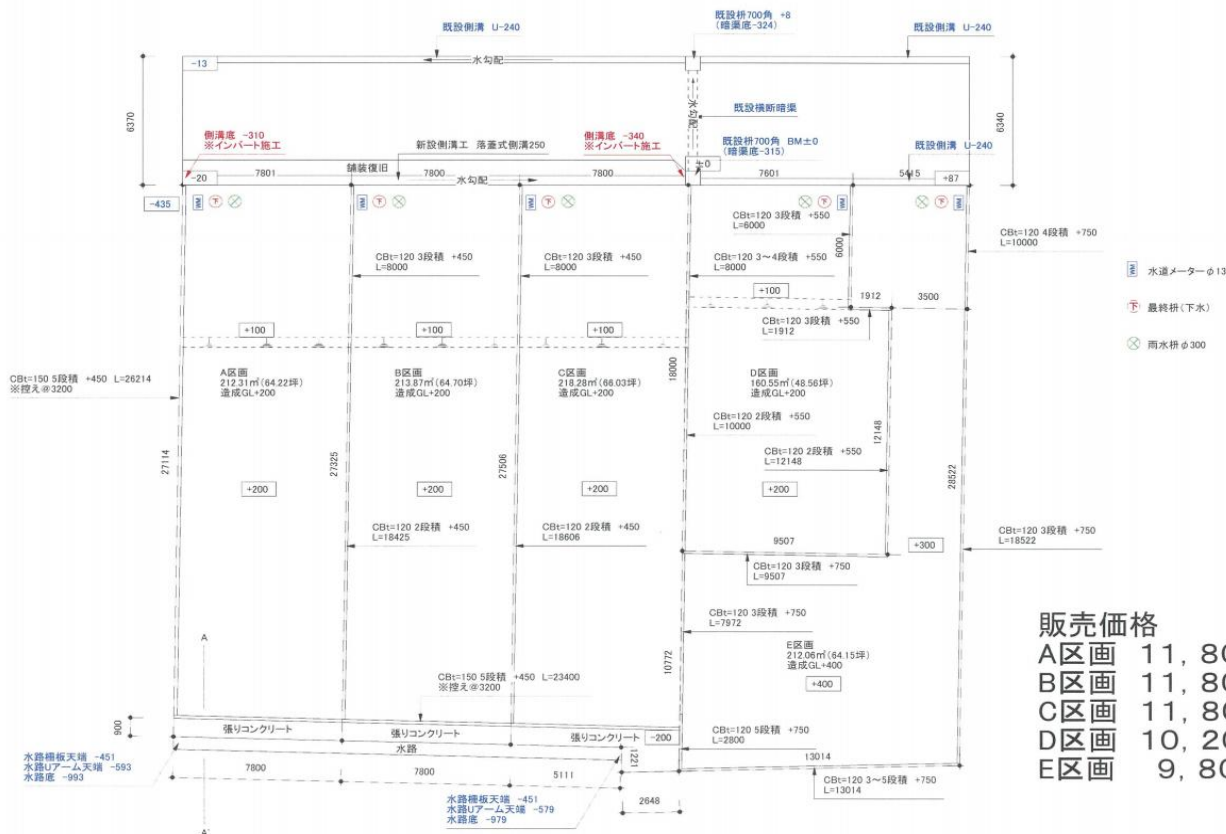 既設側溝 U-240
既設枡700角 +8
(暗渠底-324)
既設側溝 U-240
-13
水勾配
6370
水勾配
既設横断暗渠
6340
側溝底 -310
※インバート施工
新設側溝工 落蓋式側溝250
側溝底 -340
※インバート施工
既設枡700角 BM±0
(暗渠底-315)
既設側溝 U-240
舗装復旧
±0
-20
7801
7800
水勾配
7800
7601
5415
+87
-435
CBt=120 3段積 +550
L=6000
CBt=120 4段積 +750
L=10000
CBt=120 3段積 +450
L=8000
CBt=120 3段積 +450
L=8000
CBt=120 3～4段積 +550
L=8000
6000
水道メーターφ13
+100
1912
3500
最終枡(下水)
+100
+100
+100
CBt=120 3段積 +550
L=1912
雨水枡φ300
CBt=150 5段積 +450 L=26214
※控え@3200
A区画
212.31㎡(64.22坪)
造成GL+200
B区画
213.87㎡(64.70坪)
造成GL+200
C区画
218.28㎡(66.03坪)
造成GL+200
18000
D区画
160.55㎡(48.56坪)
造成GL+200
CBt=120 2段積 +550
L=10000
12148
27114
27325
27506
CBt=120 2段積 +550
L=12148
28522
+200
+200
+200
+200
CBt=120 2段積 +450
L=18425
CBt=120 2段積 +450
L=18606
9507
+300
CBt=120 3段積 +750
L=18522
CBt=120 3段積 +750
L=9507
CBt=120 3段積 +750
L=7972
A
E区画
212.06㎡(64.15坪)
造成GL+400
10772
+400
CBt=150 5段積 +450 L=23400
※控え@3200
900
張りコンクリート
張りコンクリート
張りコンクリート
-200
CBt=120 5段積 +750
L=2800
水路
1221
13014
水路柵板天端 -451
水路Uアーム天端 -593
水路底 -993
7800
7800
5111
CBt=120 3～5段積 +750
L=13014
2648
水路柵板天端 -451
水路Uアーム天端 -579
水路底 -979
A'
販売価格
A区画 11, 80
B区画 11, 80
C区画 11, 80
D区画 10, 20
E区画 9, 80